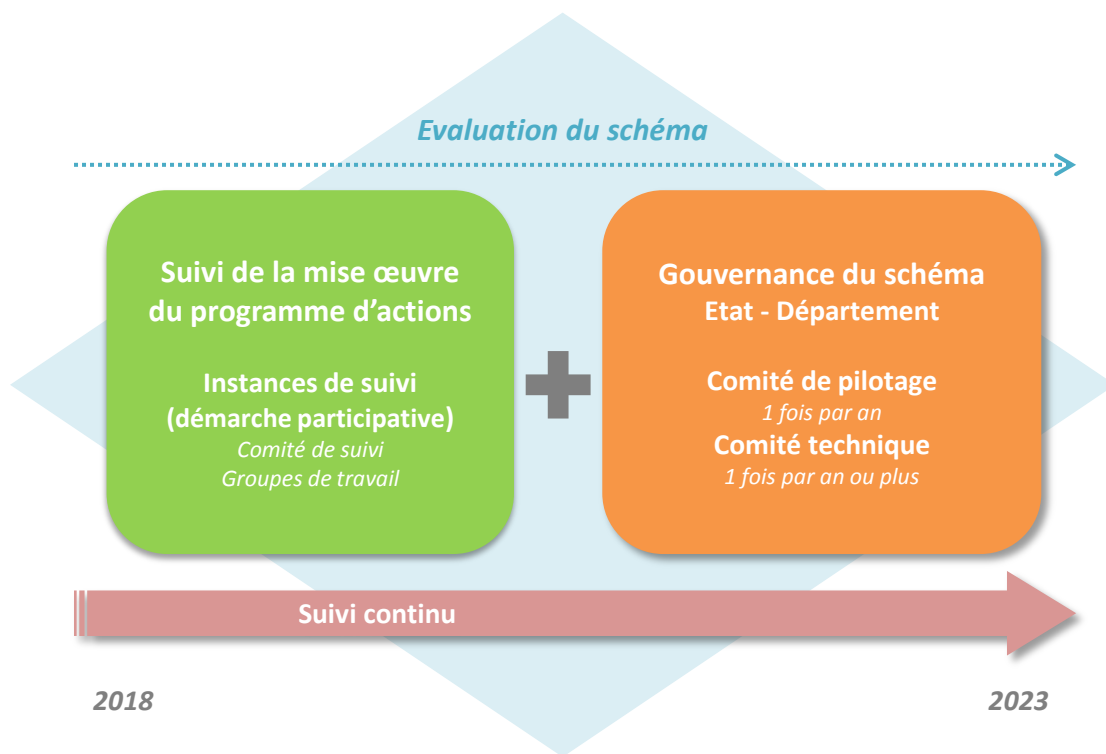 Evaluation du schéma
Suivi de la mise œuvre
du programme d’actions
Instances de suivi
(démarche participative)
Comité de suivi
Groupes de travail
Gouvernance du schéma
Etat - Département
Comité de pilotage
1 fois par an
Comité technique
1 fois par an ou plus
Suivi continu
2018
2023